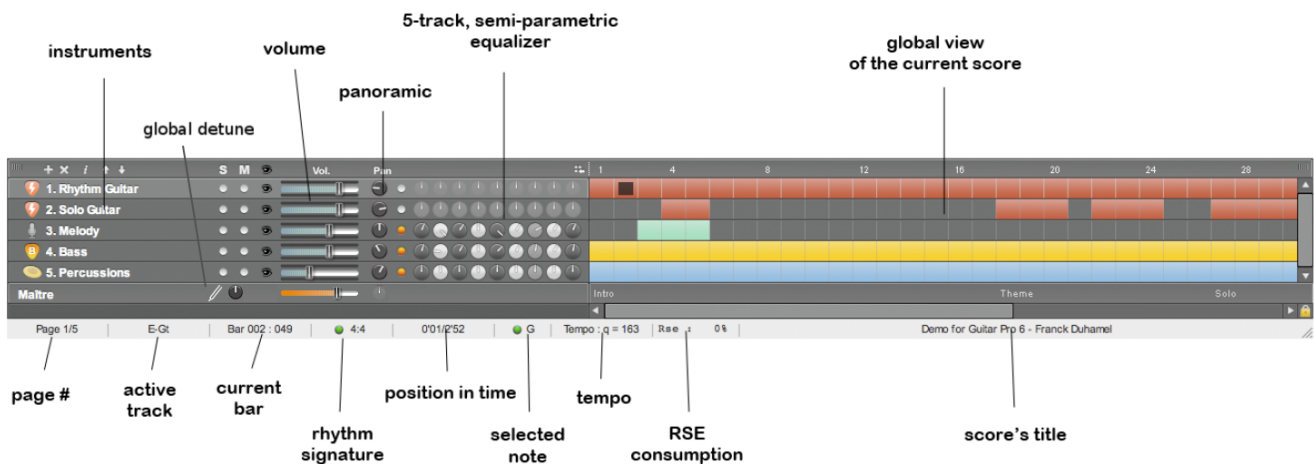 5-track, semi-parametric
equalizer
instruments
volume
global view
of the current score
panoramic
global detune
S M Vol. Pan 1 4 8 12 16 20 24 28
1. Rhythm Guitar
2. Solo Guitar
3. Melody
B 4. Bass
5. Percussions
Maître Intro Theme Solo
Page 1/5 E-Gt Bar 002 : 049 4:4 0'01/2'52 G Tempo : q = 163 Rse : 0% Demo for Guitar Pro 6 - Franck Duhamel
page #
active
track
current
bar
position in time
tempo
rhythm
signature
selected
note
RSE
consumption
score's title